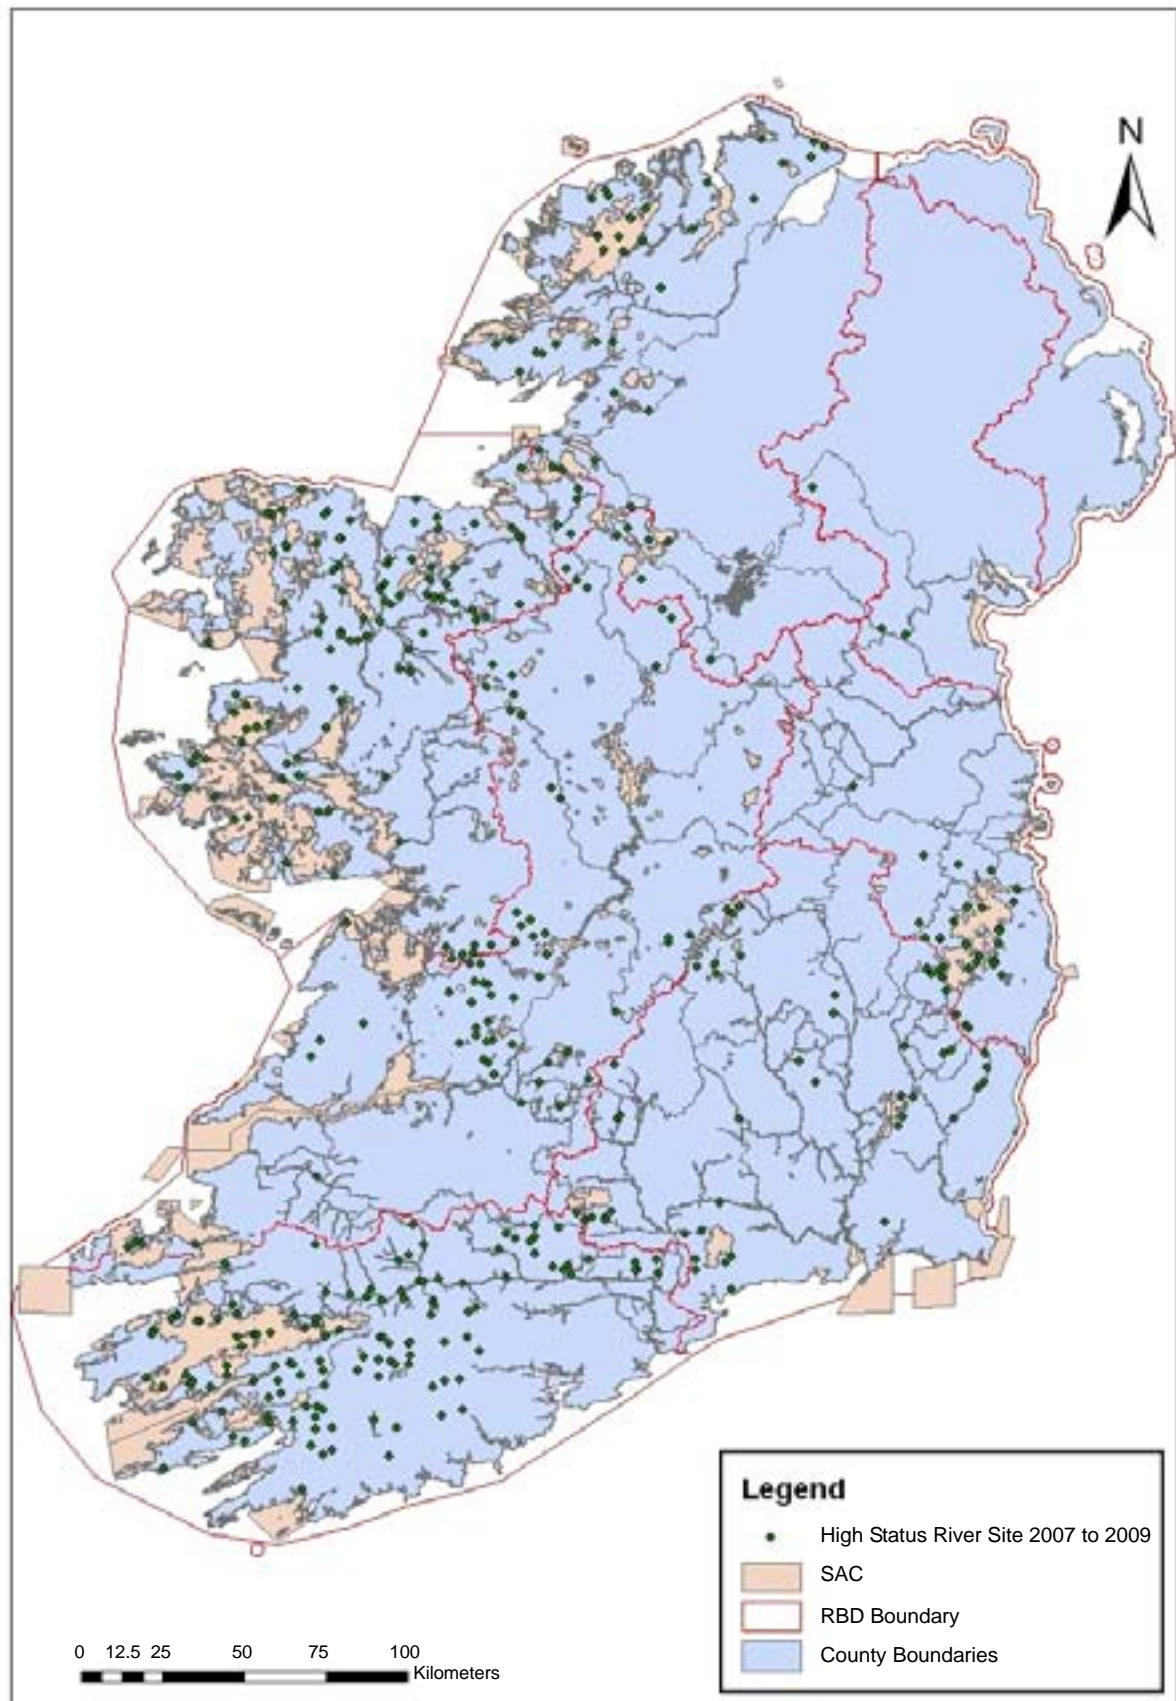 N
Legend
High Status River Site 2007 to 2009
SAC
RBD Boundary
County Boundaries
0 12.5 25 50 75 100
Kilometers